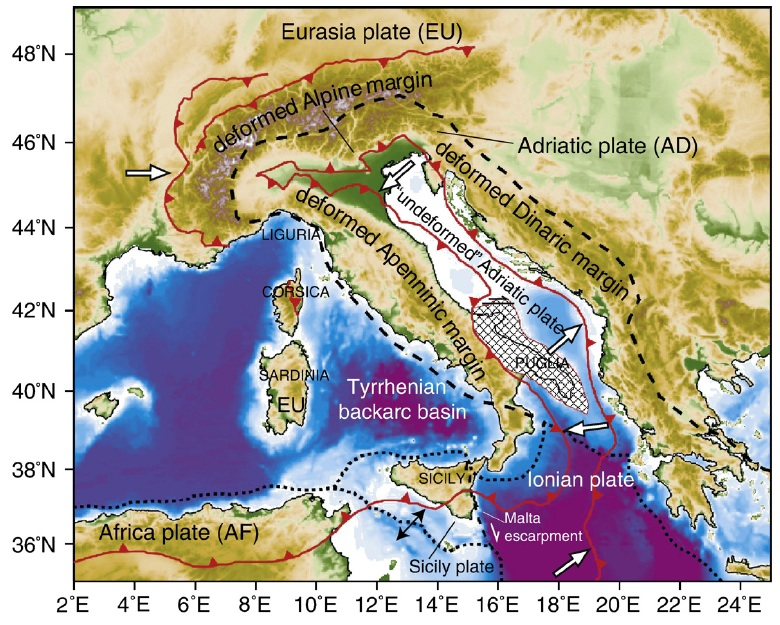 48°N
46°N
44°N
42°N
40°N
38°N
36°N
Eurasia plate (EU)
deformed Alpine margin
Adriatic plate (AD)
deformed Dinaric margin
"undeformed" Adriatic plate
deformed Apenninic margin
LIGURIA
CORSICA
PUGLIA
SARDINIA
EU
Tyrrhenian
backarc basin
SICILY
Ionian plate
Malta
escarpment
Africa plate (AF)
Sicily plate
2°E 4°E 6°E 8°E 10°E 12°E 14°E 16°E 18°E 20°E 22°E 24°E